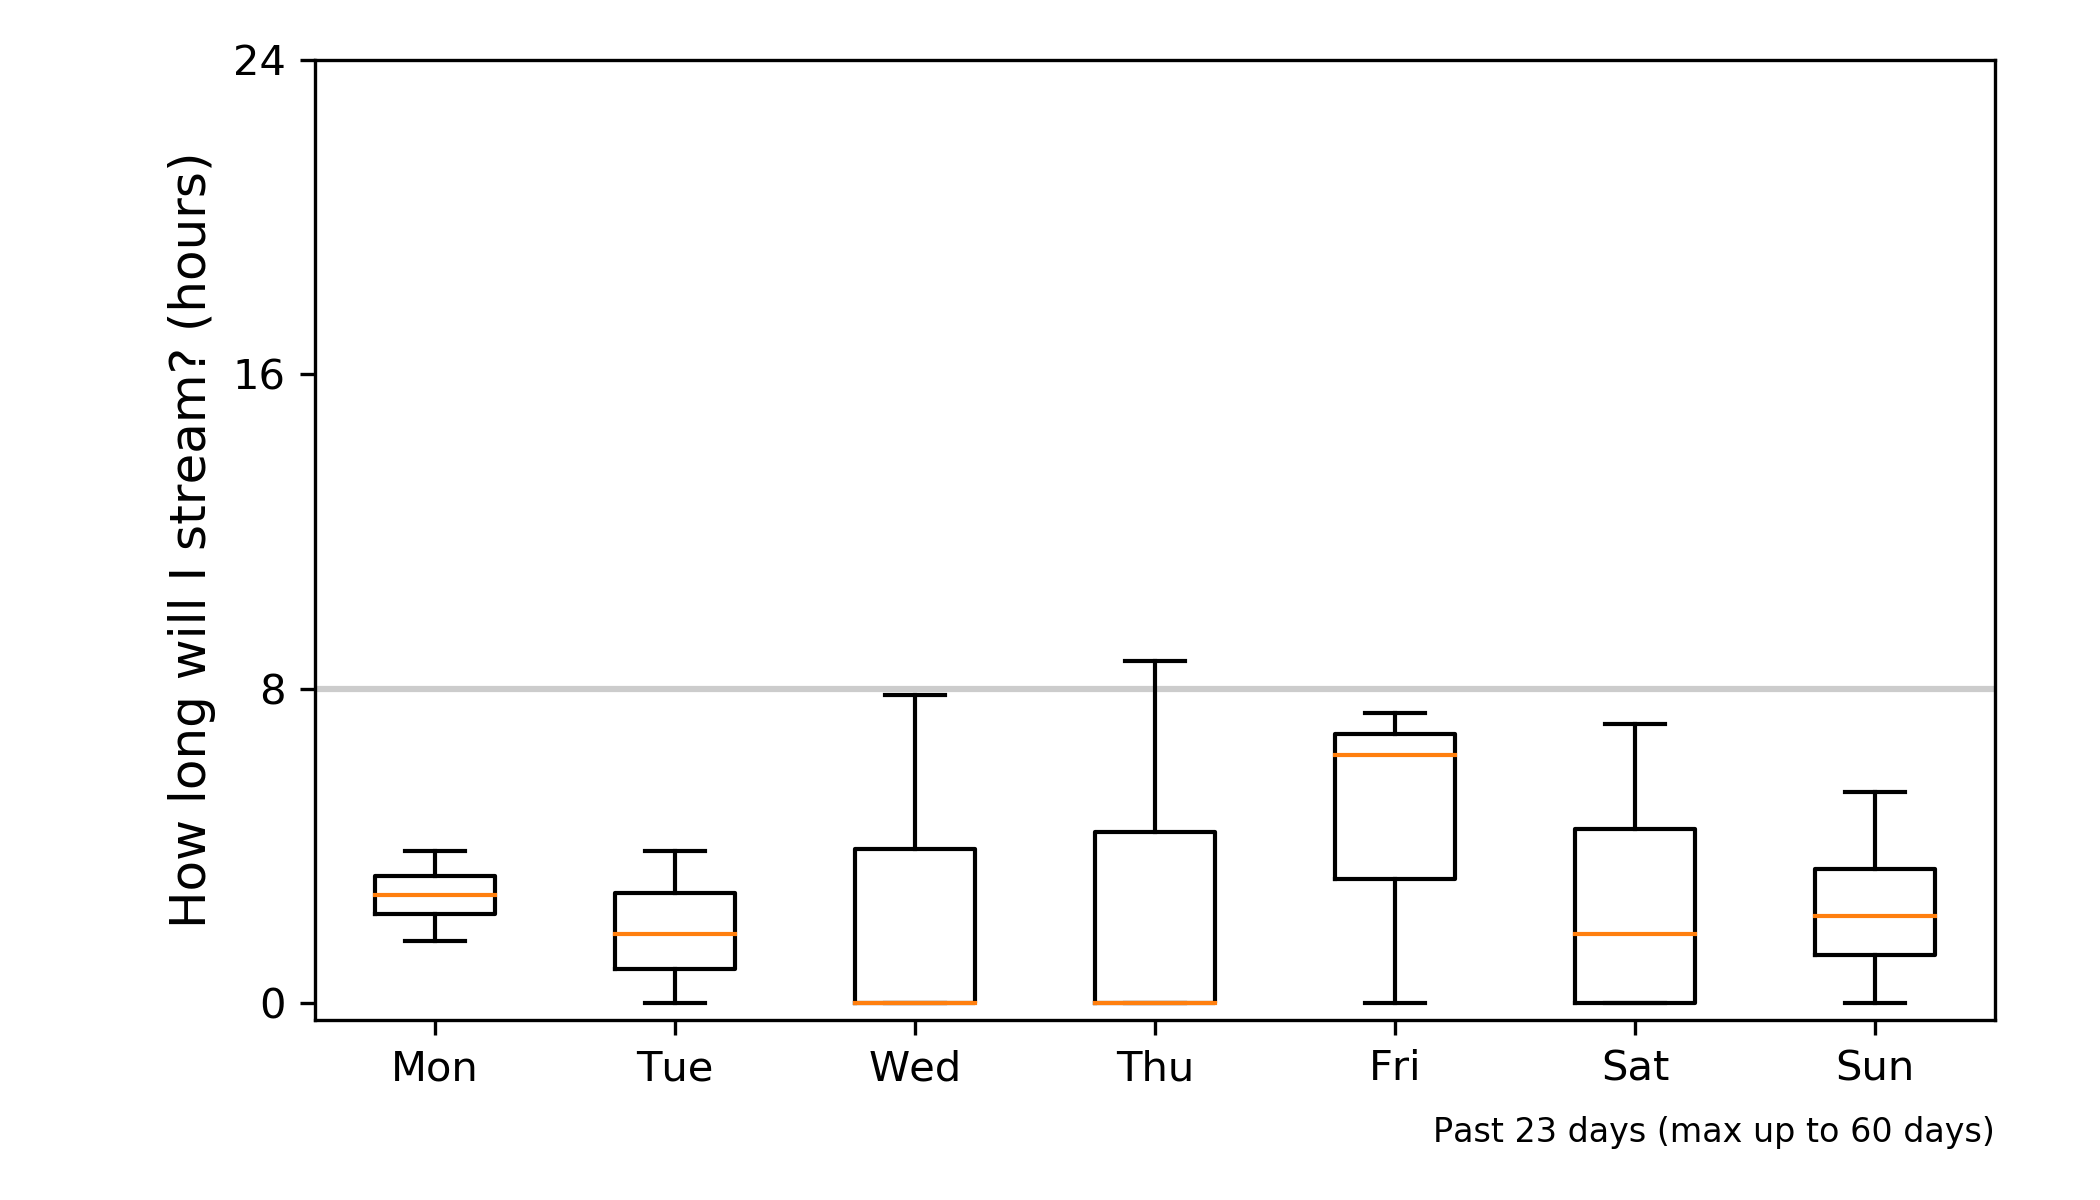 How long will I stream? (hours)
24
16
8
0
Mon Tue Wed Thu Fri Sat Sun
Past 23 days (max up to 60 days)